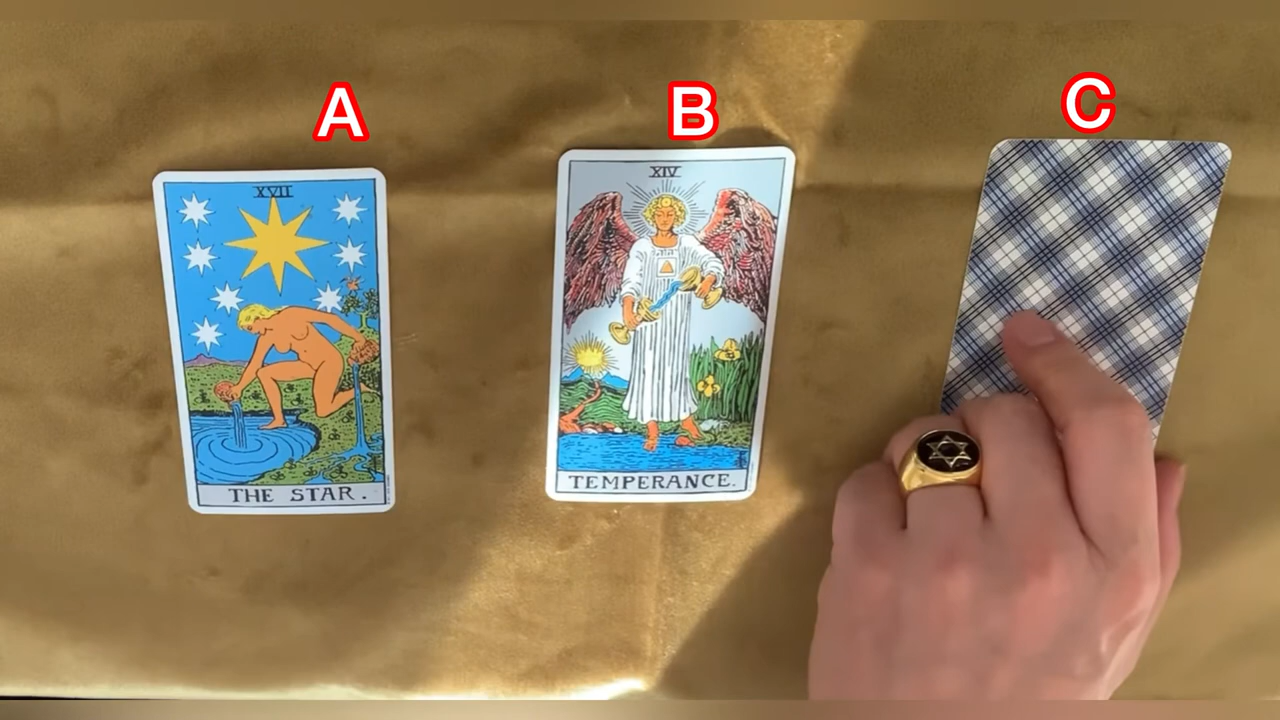 A
B
C
XVII
THE STAR.
XIV
TEMPERANCE.